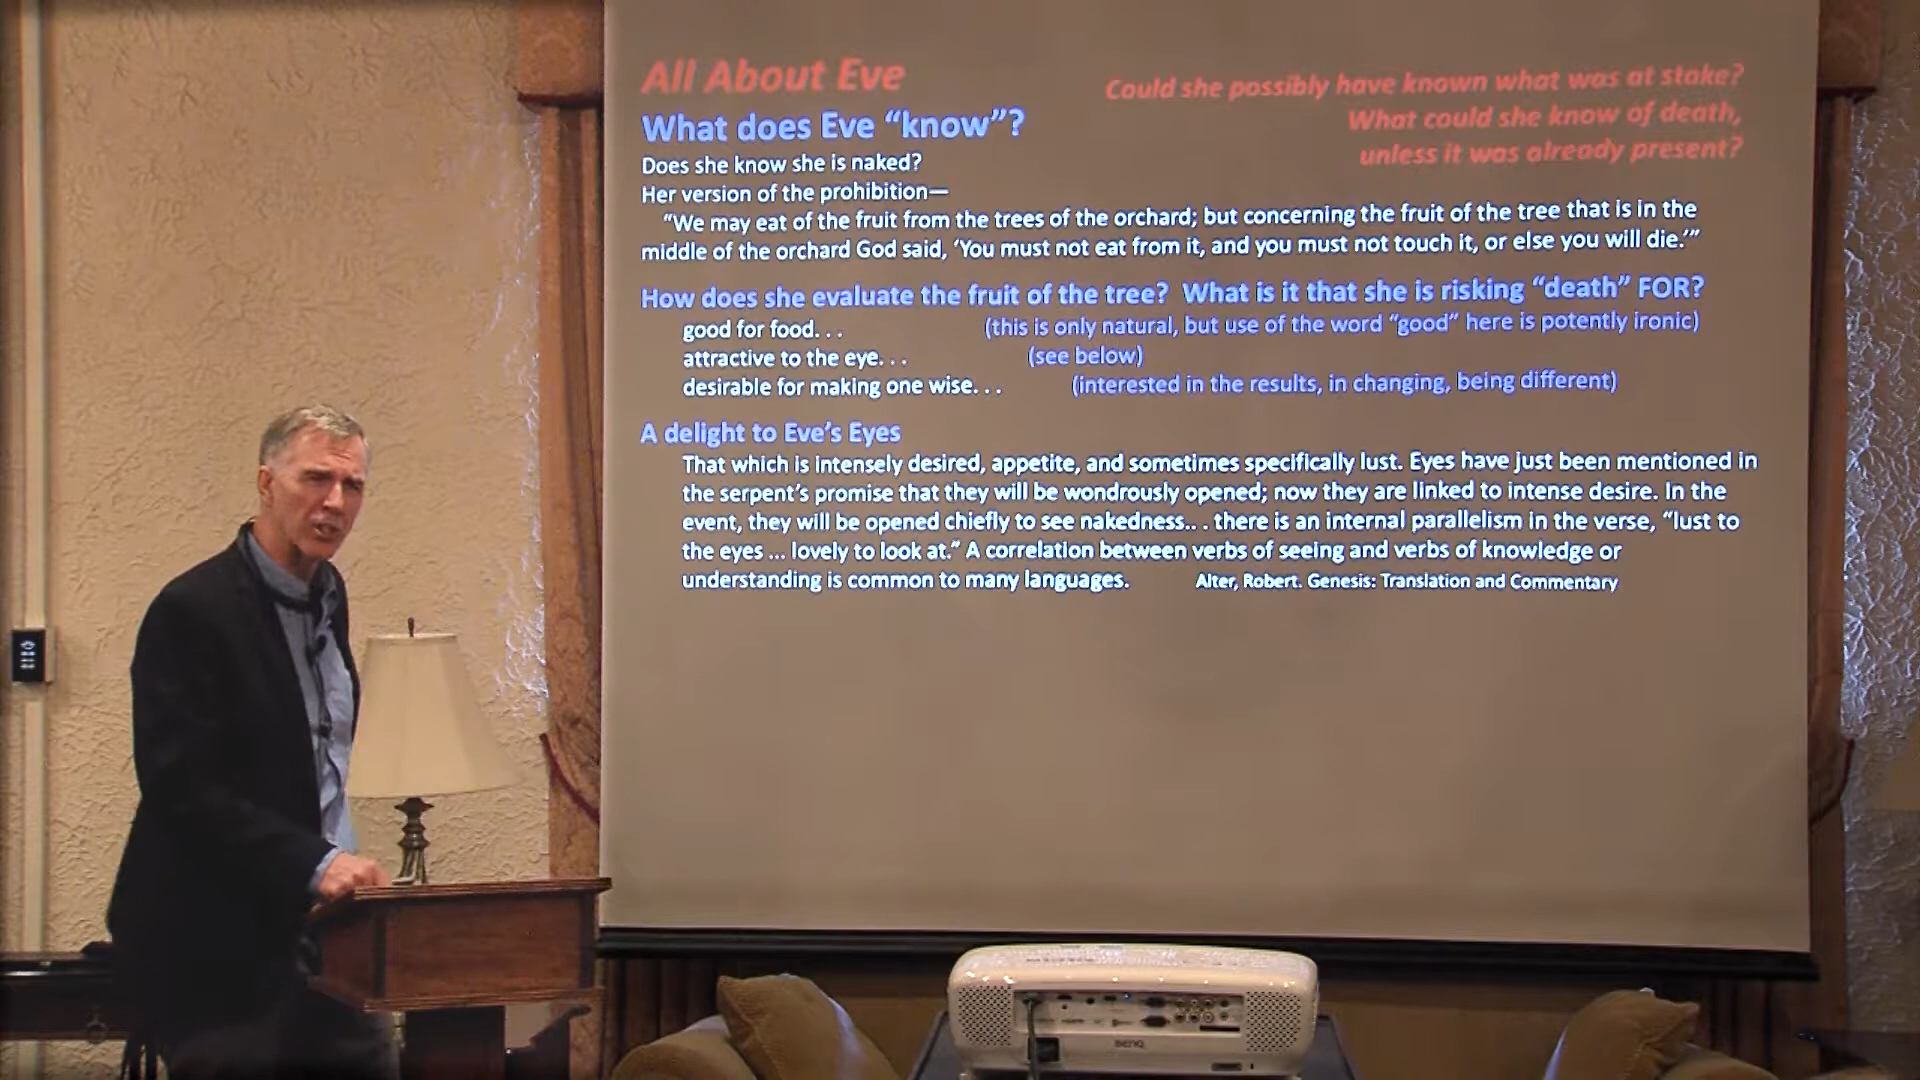 All About Eve
Could she possibly have known what was at stake?
What could she know of death,
unless it was already present?
What does Eve “know”?
Does she know she is naked?
Her version of the prohibition—
“We may eat of the fruit from the trees of the orchard; but concerning the fruit of the tree that is in the
middle of the orchard God said, ‘You must not eat from it, and you must not touch it, or else you will die.’”
How does she evaluate the fruit of the tree? What is it that she is risking “death” FOR?
good for food. . . (this is only natural, but use of the word “good” here is potently ironic)
attractive to the eye. . . (see below)
desirable for making one wise. . . (interested in the results, in changing, being different)
A delight to Eve’s Eyes
That which is intensely desired, appetite, and sometimes specifically lust. Eyes have just been mentioned in
the serpent’s promise that they will be wondrously opened; now they are linked to intense desire. In the
event, they will be opened chiefly to see nakedness.. . there is an internal parallelism in the verse, “lust to
the eyes ... lovely to look at.” A correlation between verbs of seeing and verbs of knowledge or
understanding is common to many languages. Alter, Robert. Genesis: Translation and Commentary
BENQ